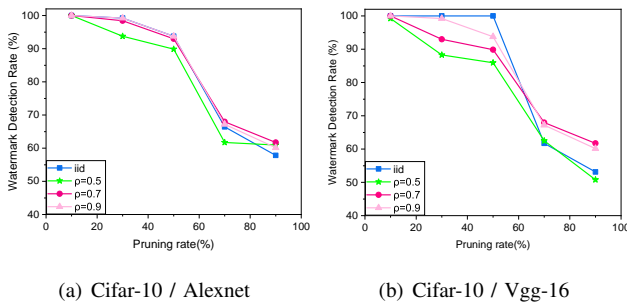 100
90
80
70
60
50
40
0
20
40
60
80
100
Watermark Detection Rate (%)
Pruning rate(%)
iid
ρ=0.5
ρ=0.7
ρ=0.9
(a) Cifar-10 / Alexnet
100
90
80
70
60
50
40
0
20
40
60
80
100
Watermark Detection Rate (%)
Pruning rate(%)
iid
ρ=0.5
ρ=0.7
ρ=0.9
(b) Cifar-10 / Vgg-16